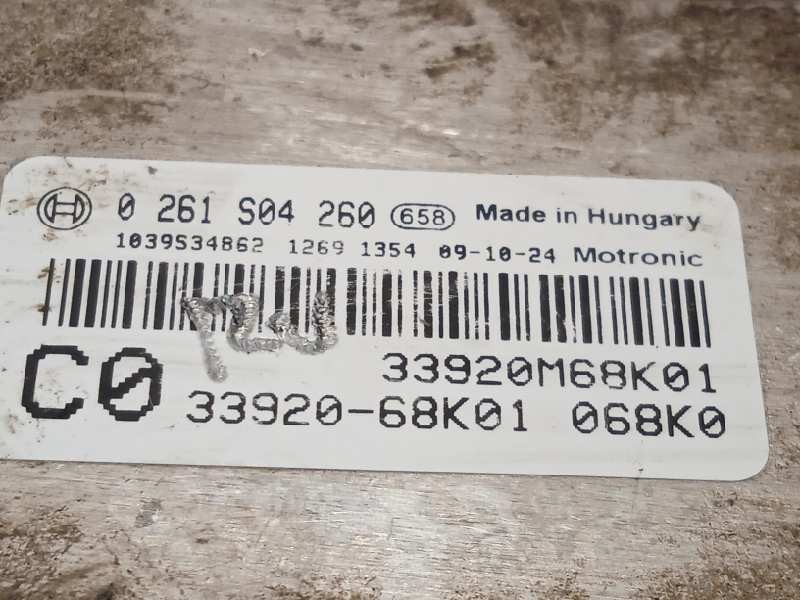 0 261 S04 260 658 Made in Hungary
1039S34862 1269 1354 09-10-24 Motronic
C0 33920M68K01
33920-68K01 068K0